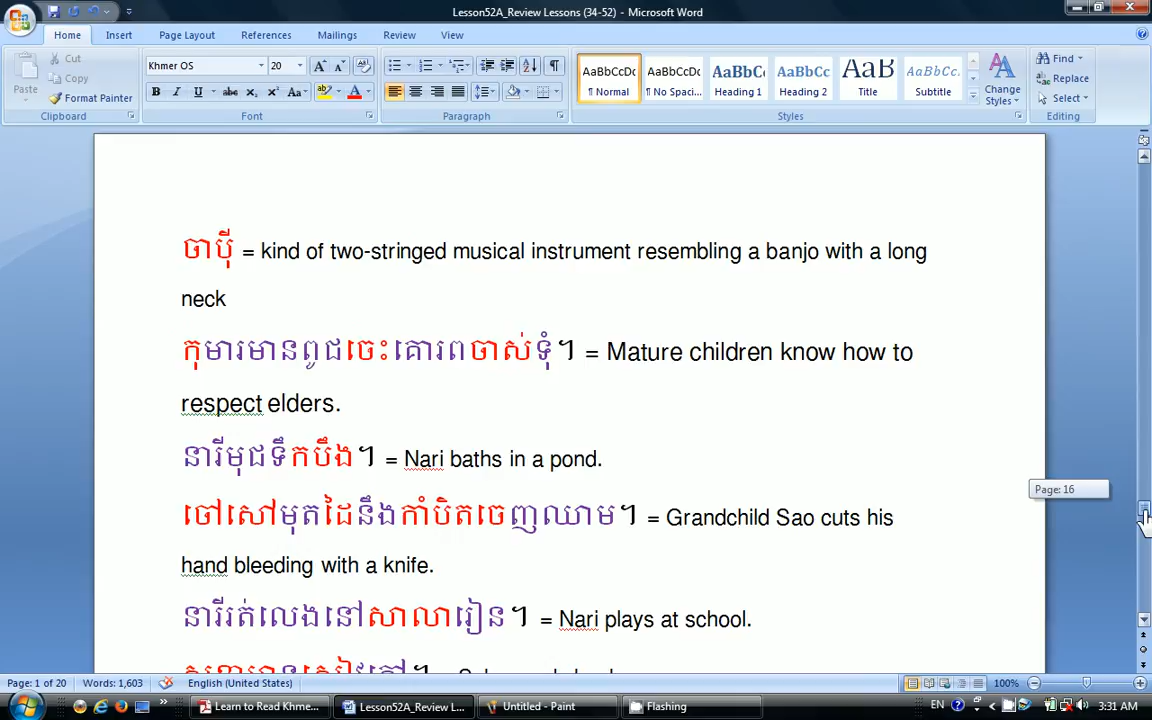 Lesson52A_Review Lessons (34-52) - Microsoft Word
Home Insert Page Layout References Mailings Review View
Paste Cut Copy Format Painter
Khmer OS 20
AaBbCcDc AaBbCcDc AaBbCc AaBbCc AaB AaBbCc.
¶ Normal ¶ No Spaci... Heading 1 Heading 2 Title Subtitle
Change Styles
Find Replace Select
Clipboard Font Paragraph Styles Editing
ចាប៉ី = kind of two-stringed musical instrument resembling a banjo with a long
neck
កុមារមានពូជចេះគោរពចាស់ទុំ។ = Mature children know how to
respect elders.
នារីមុជទឹកបឹង។ = Nari baths in a pond.
Page: 16
ចៅសៅមុតដៃនឹងកាំបិតចេញឈាម។ = Grandchild Sao cuts his
hand bleeding with a knife.
នារីរត់លេងនៅសាលារៀន។ = Nari plays at school.
Page: 1 of 20 Words: 1,603 English (United States) 100%
Learn to Read Khme... Lesson52A_Review L... Untitled - Paint Flashing EN 3:31 AM